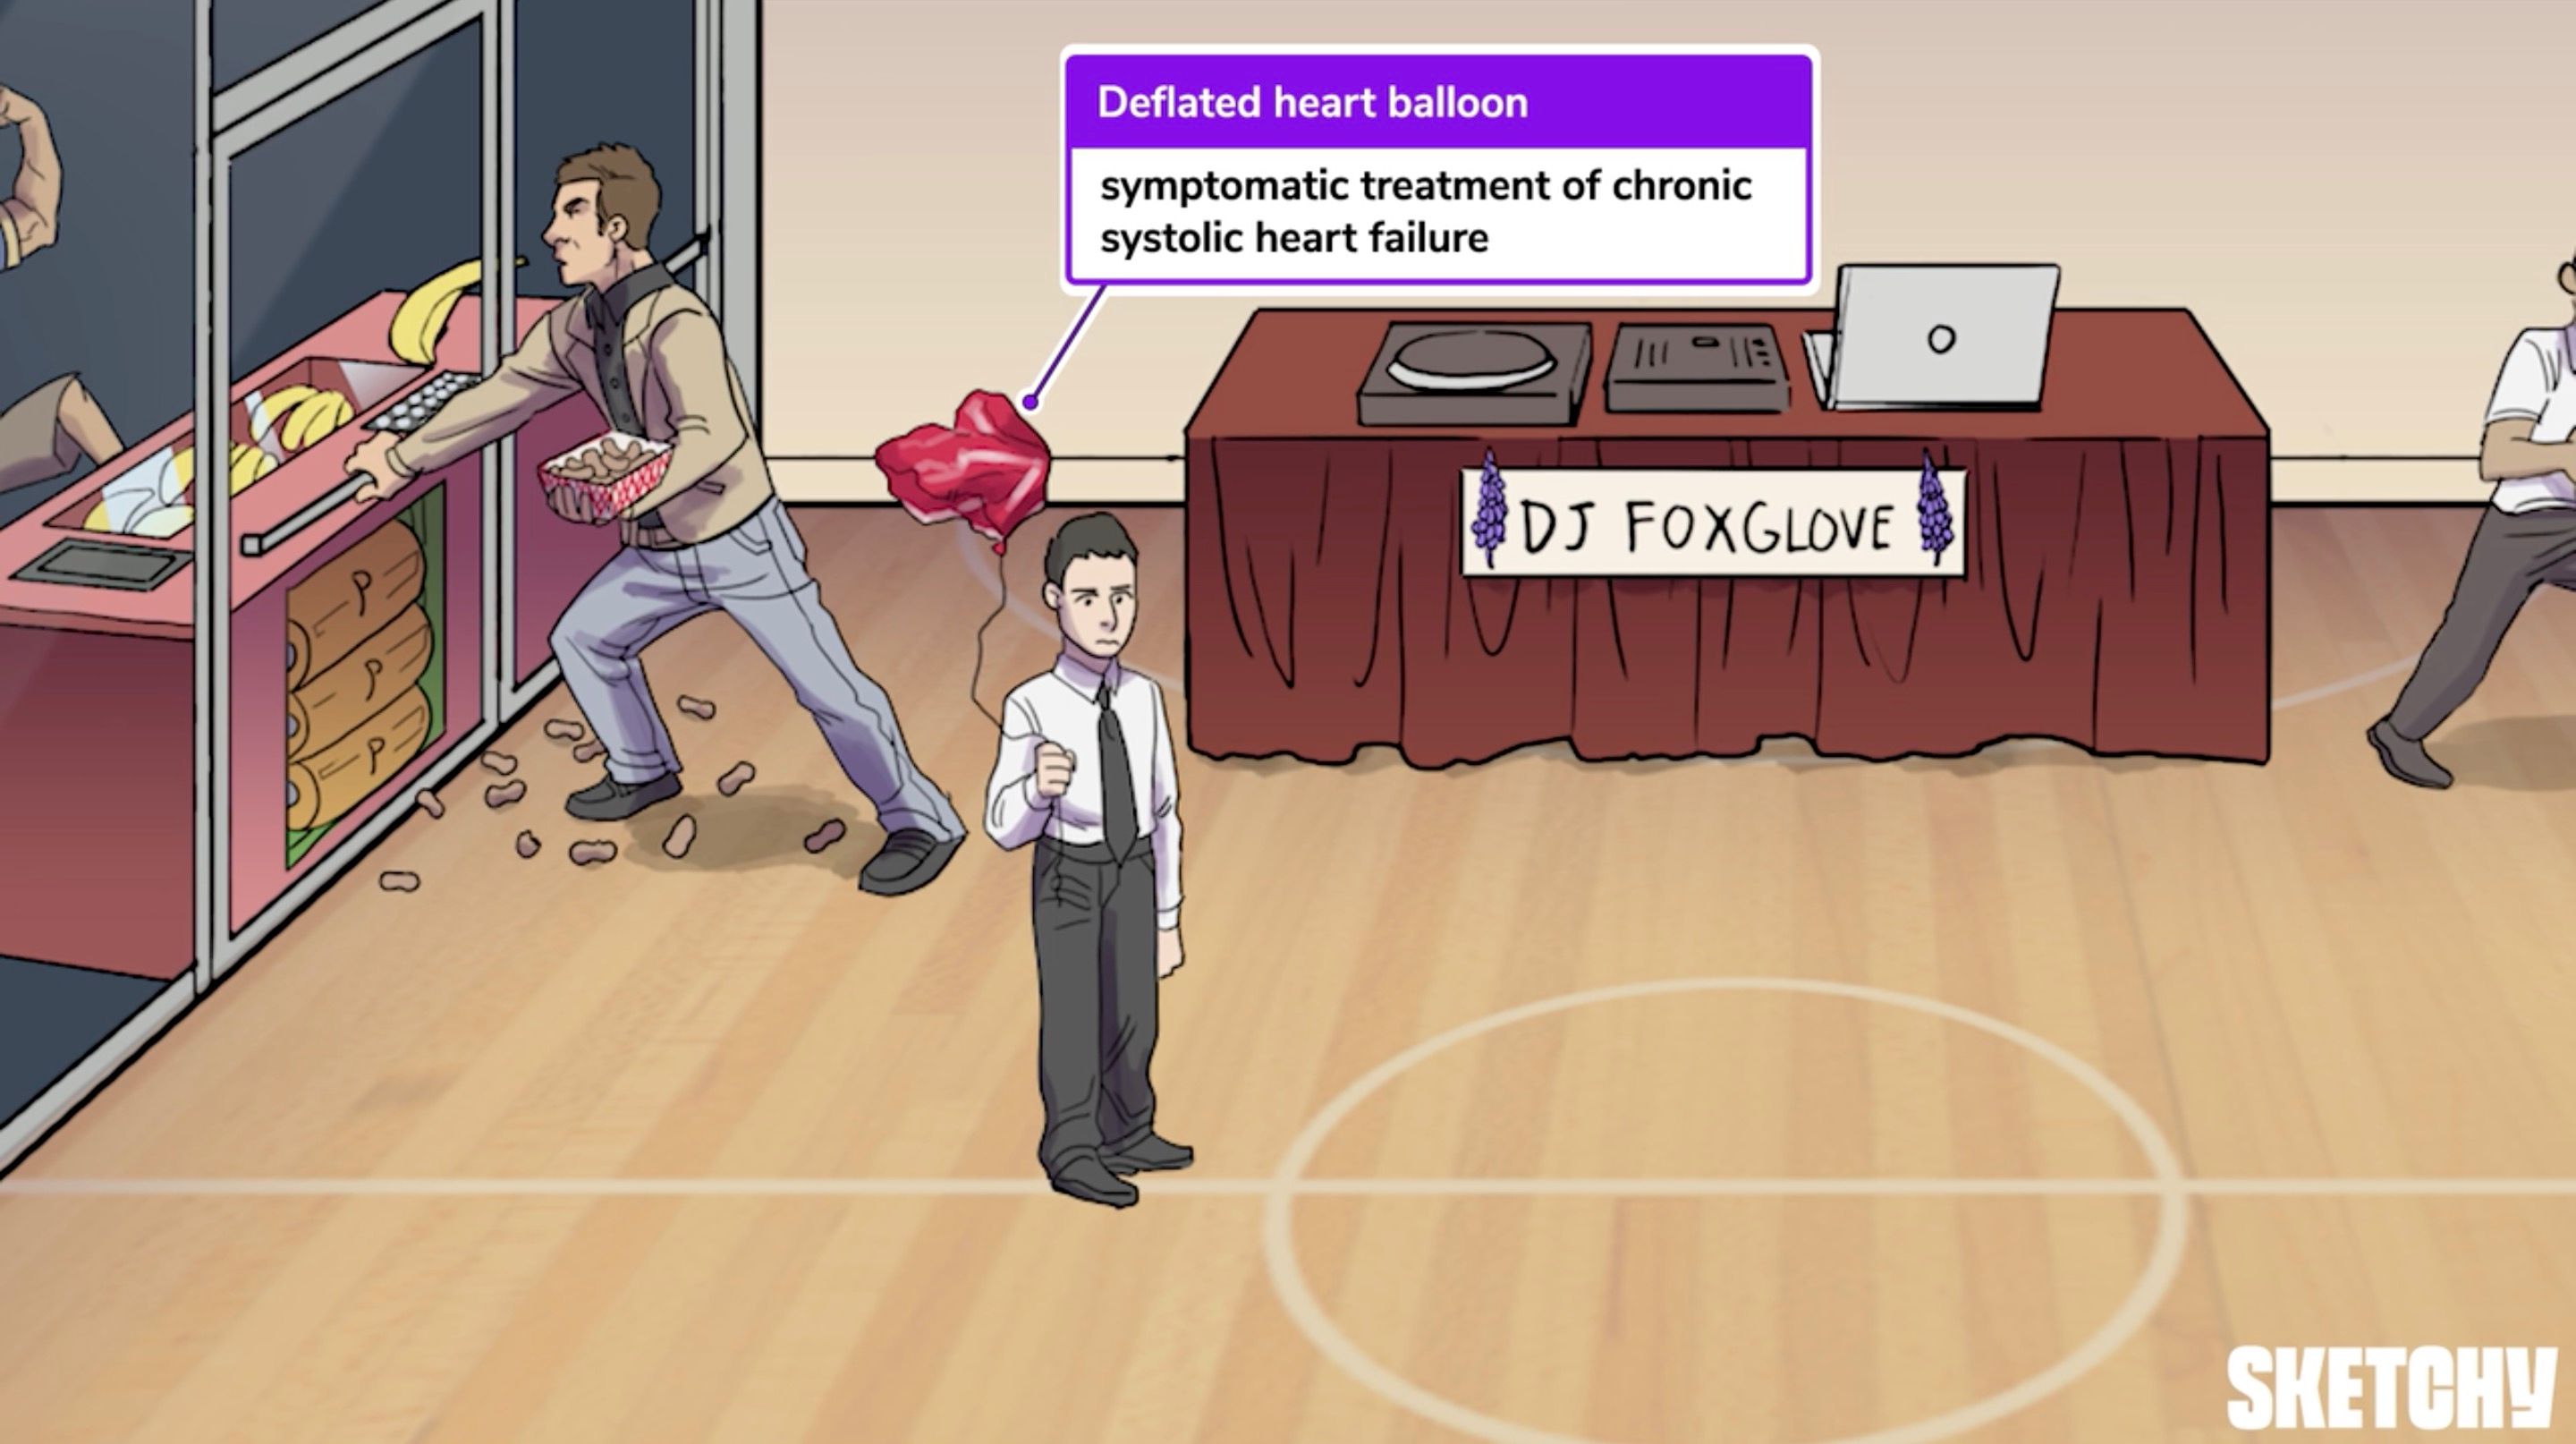 Deflated heart balloon
symptomatic treatment of chronic
systolic heart failure
DJ FOXGLOVE
P
P
P
SKETCHY